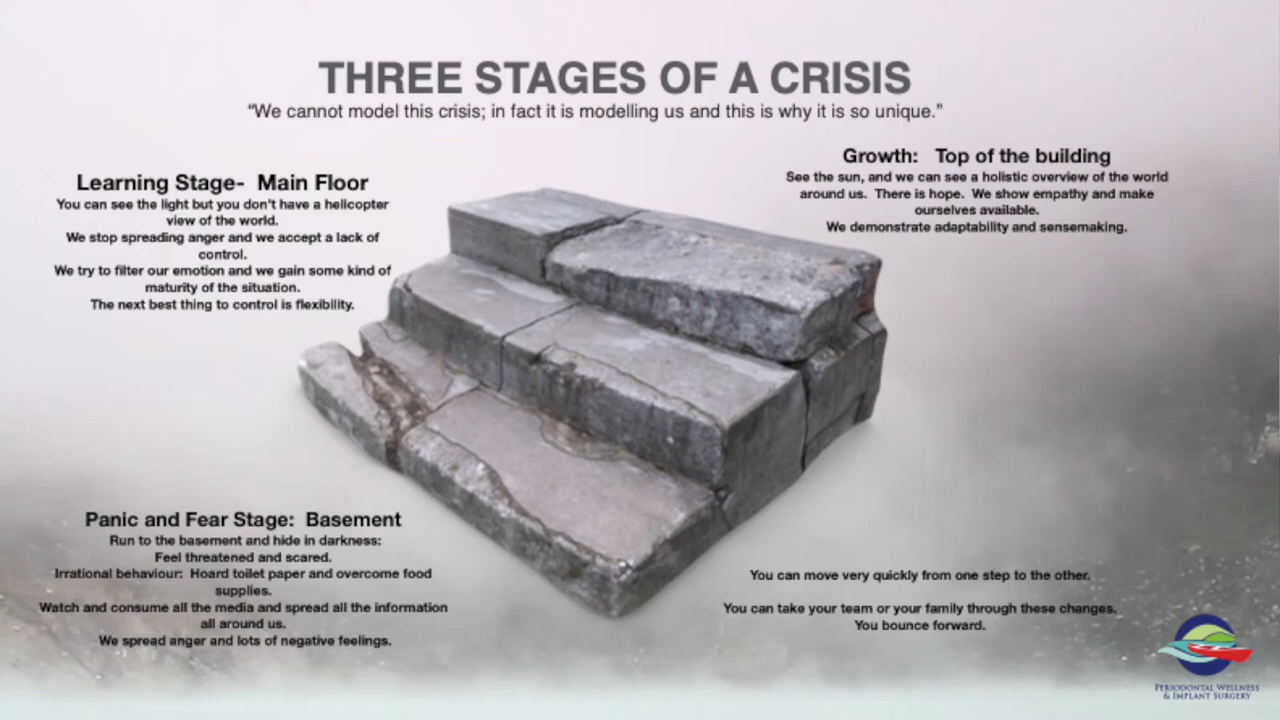 THREE STAGES OF A CRISIS
“We cannot model this crisis; in fact it is modelling us and this is why it is so unique.”
Learning Stage-  Main Floor
You can see the light but you don’t have a helicopter
view of the world.
We stop spreading anger and we accept a lack of
control.
We try to filter our emotion and we gain some kind of
maturity of the situation.
The next best thing to control is flexibility.
Growth:   Top of the building
See the sun, and we can see a holistic overview of the world
around us.  There is hope.  We show empathy and make
ourselves available.
We demonstrate adaptability and sensemaking.
Panic and Fear Stage:  Basement
Run to the basement and hide in darkness:
Feel threatened and scared.
Irrational behaviour:  Hoard toilet paper and overcome food
supplies.
Watch and consume all the media and spread all the information
all around us.
We spread anger and lots of negative feelings.
You can move very quickly from one step to the other.
You can take your team or your family through these changes.
You bounce forward.
PERIODONTAL WELLNESS
& IMPLANT SURGERY